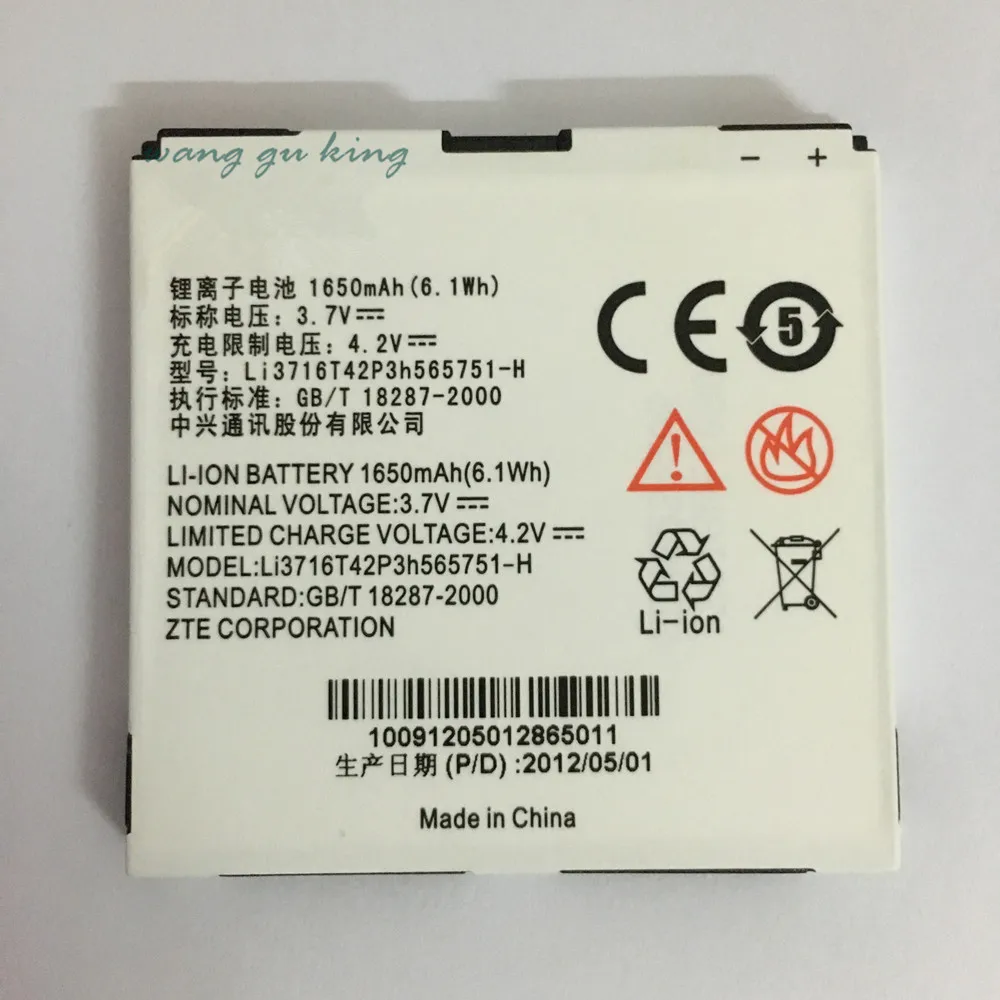 wang gu king
- +
锂离子电池 1650mAh(6.1Wh)
标称电压: 3.7V
充电限制电压: 4.2V
型号: Li3716T42P3h565751-H
执行标准: GB/T 18287-2000
中兴通讯股份有限公司
CE 5
LI-ION BATTERY 1650mAh(6.1Wh)
NOMINAL VOLTAGE:3.7V
LIMITED CHARGE VOLTAGE:4.2V
MODEL:Li3716T42P3h565751-H
STANDARD:GB/T 18287-2000
ZTE CORPORATION
Li-ion
10091205012865011
生产日期 (P/D) :2012/05/01
Made in China